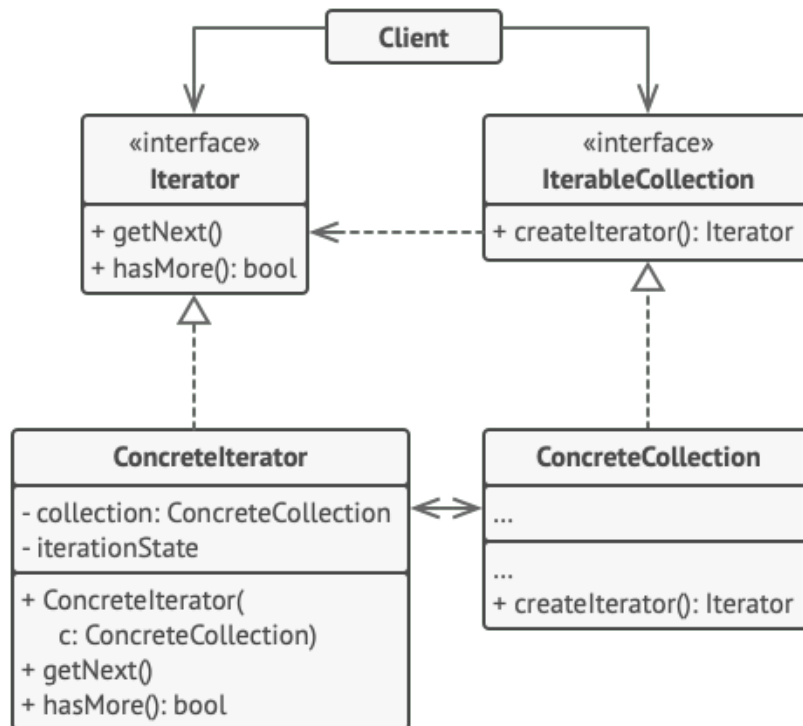 Client
«interface»
Iterator
+ getNext()
+ hasMore(): bool
«interface»
IterableCollection
+ createIterator(): Iterator
ConcreteIterator
- collection: ConcreteCollection
- iterationState
+ ConcreteIterator(
c: ConcreteCollection)
+ getNext()
+ hasMore(): bool
ConcreteCollection
...
...
+ createIterator(): Iterator